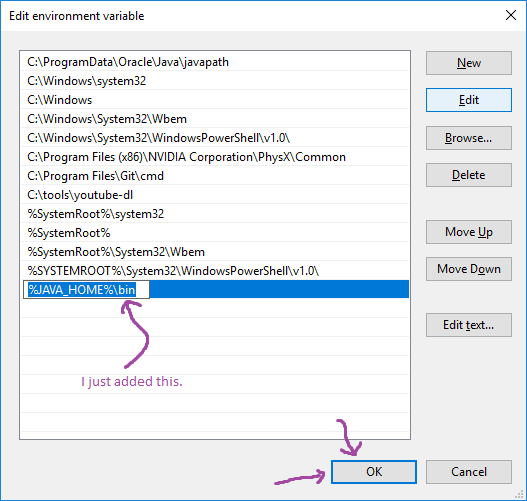 Edit environment variable
C:\ProgramData\Oracle\Java\javapath
C:\Windows\system32
C:\Windows
C:\Windows\System32\Wbem
C:\Windows\System32\WindowsPowerShell\v1.0\
C:\Program Files (x86)\NVIDIA Corporation\PhysX\Common
C:\Program Files\Git\cmd
C:\tools\youtube-dl
%SystemRoot%\system32
%SystemRoot%
%SystemRoot%\System32\Wbem
%SYSTEMROOT%\System32\WindowsPowerShell\v1.0\
%JAVA_HOME%\bin
I just added this.
New
Edit
Browse...
Delete
Move Up
Move Down
Edit text...
OK
Cancel